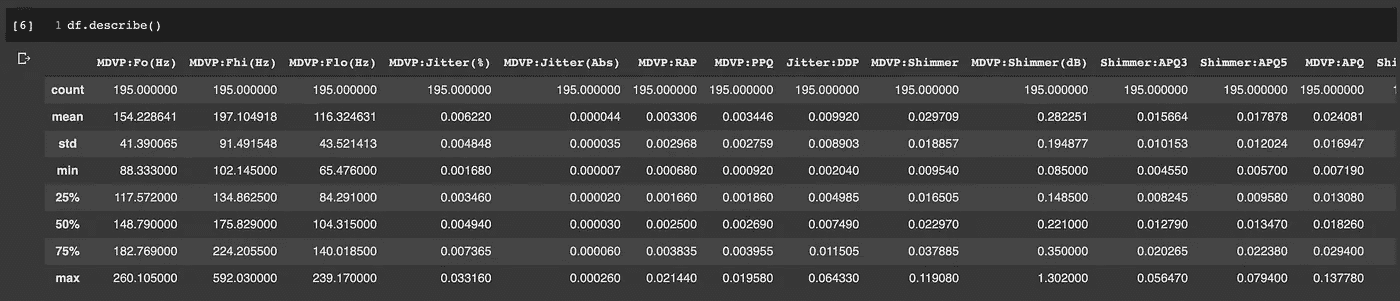 [6] 1 df.describe()
MDVP:Fo(Hz) MDVP:Fhi(Hz) MDVP:Flo(Hz) MDVP:Jitter(%) MDVP:Jitter(Abs) MDVP:RAP MDVP:PPQ Jitter:DDP MDVP:Shimmer MDVP:Shimmer(dB) Shimmer:APQ3 Shimmer:APQ5 MDVP:APQ Shi
count 195.000000 195.000000 195.000000 195.000000 195.000000 195.000000 195.000000 195.000000 195.000000 195.000000 195.000000 195.000000 195.000000 1
mean 154.228641 197.104918 116.324631 0.006220 0.000044 0.003306 0.003446 0.009920 0.029709 0.282251 0.015664 0.017878 0.024081
std 41.390065 91.491548 43.521413 0.004848 0.000035 0.002968 0.002759 0.008903 0.018857 0.194877 0.010153 0.012024 0.016947
min 88.333000 102.145000 65.476000 0.001680 0.000007 0.000680 0.000920 0.002040 0.009540 0.085000 0.004550 0.005700 0.007190
25% 117.572000 134.862500 84.291000 0.003460 0.000020 0.001660 0.001860 0.004985 0.016505 0.148500 0.008245 0.009580 0.013080
50% 148.790000 175.829000 104.315000 0.004940 0.000030 0.002500 0.002690 0.007490 0.022970 0.221000 0.012790 0.013470 0.018260
75% 182.769000 224.205500 140.018500 0.007365 0.000060 0.003835 0.003955 0.011505 0.037885 0.350000 0.020265 0.022380 0.029400
max 260.105000 592.030000 239.170000 0.033160 0.000260 0.021440 0.019580 0.064330 0.119080 1.302000 0.056470 0.079400 0.137780